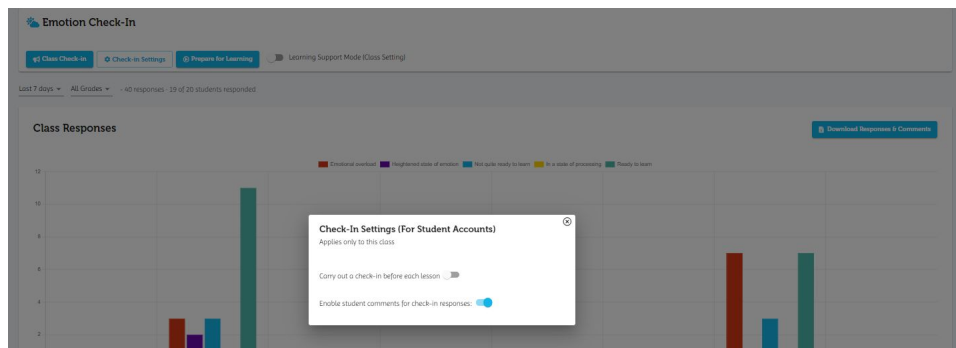 Emotion Check-In
Class Check-in Check-in Settings Prepare for Learning Learning Support Mode (Class Setting)
Last 7 days All Grades - 40 responses - 19 of 20 students responded
Class Responses
Download Responses & Comments
Emotional overload Heightened state of emotion Not quite ready to learn In a state of processing Ready to learn
12
10
8
6
4
2
Check-In Settings (For Student Accounts)
Applies only to this class
Carry out a check-in before each lesson
Enable student comments for check-in responses: